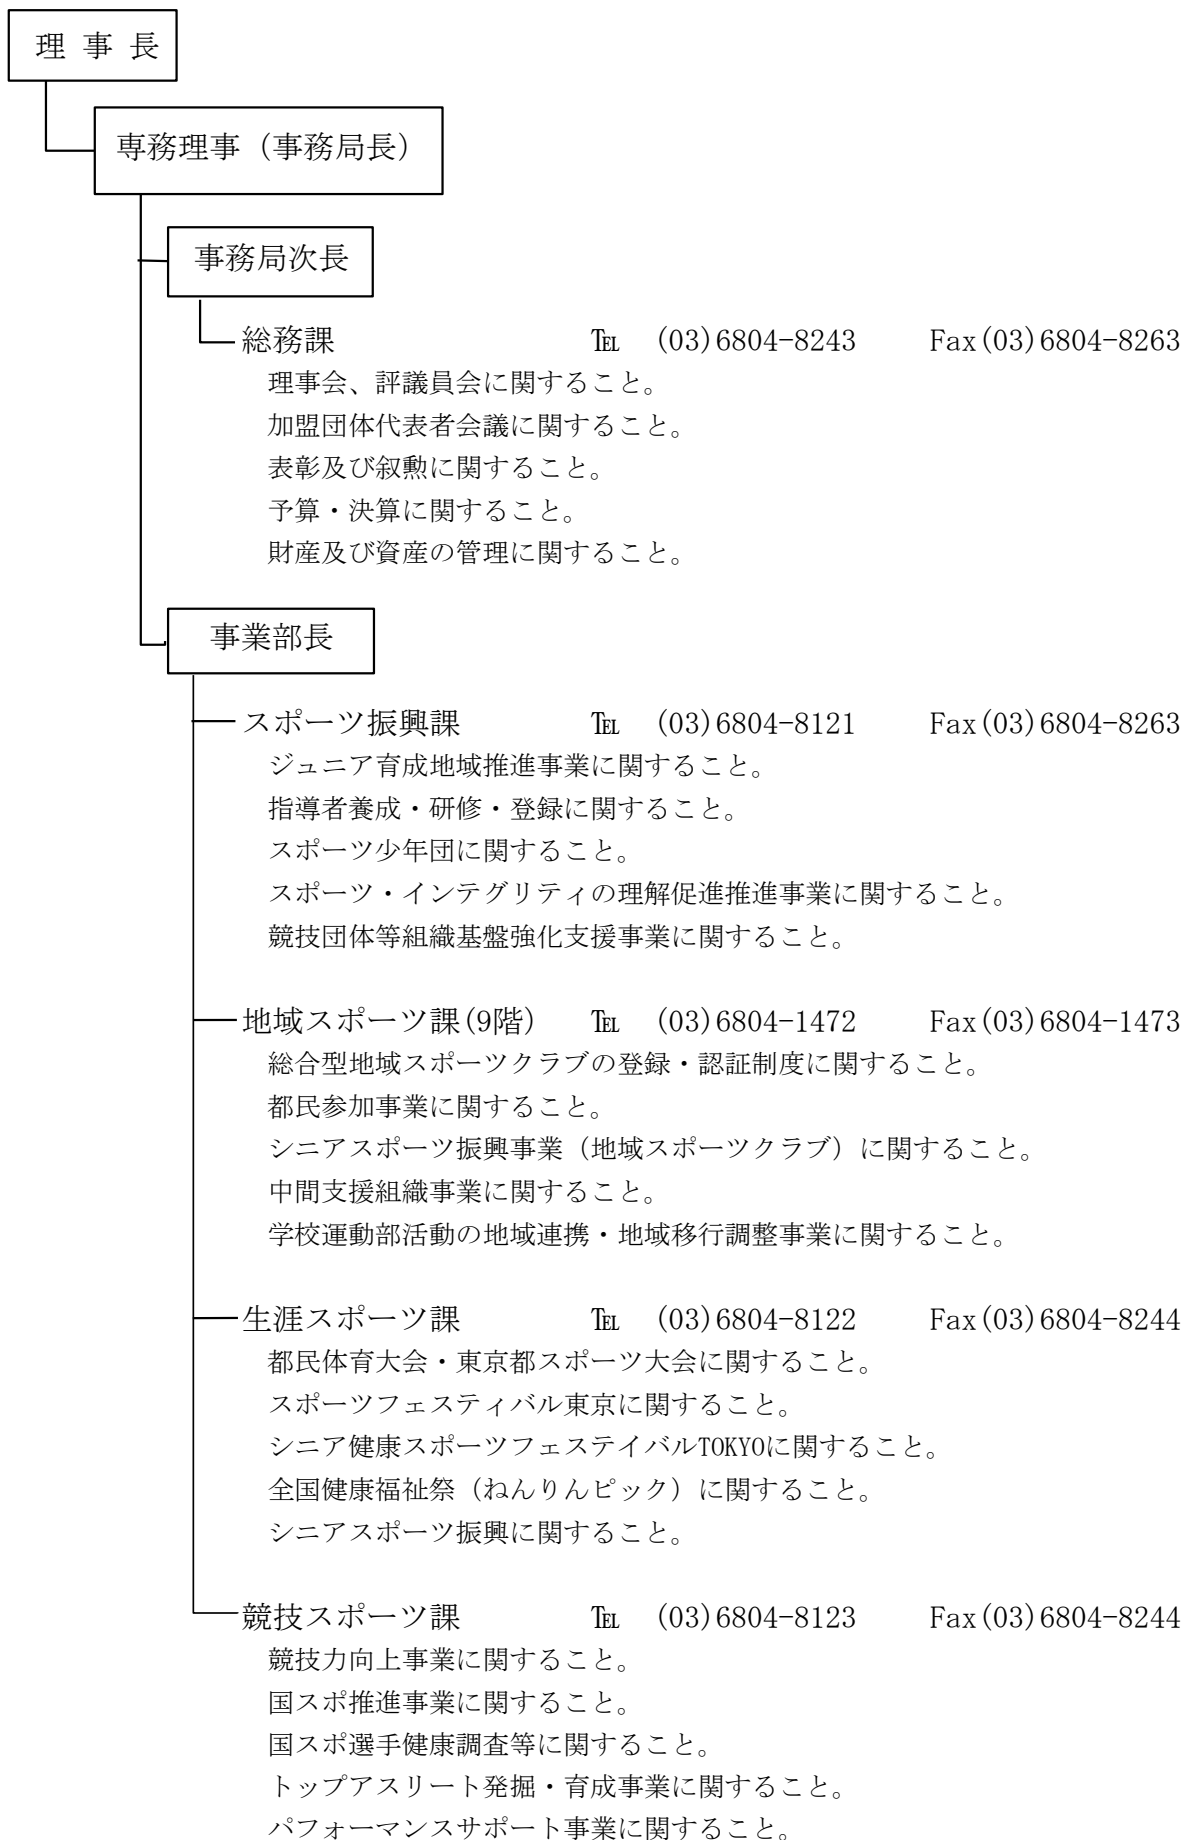 理 事 長
専務理事（事務局長）
事務局次長
総務課 ℡ (03)6804-8243 Fax(03)6804-8263
理事会、評議員会に関すること。
加盟団体代表者会議に関すること。
表彰及び叙勲に関すること。
予算・決算に関すること。
財産及び資産の管理に関すること。
事業部長
スポーツ振興課 ℡ (03)6804-8121 Fax(03)6804-8263
ジュニア育成地域推進事業に関すること。
指導者養成・研修・登録に関すること。
スポーツ少年団に関すること。
スポーツ・インテグリティの理解促進推進事業に関すること。
競技団体等組織基盤強化支援事業に関すること。
地域スポーツ課(9階) ℡ (03)6804-1472 Fax(03)6804-1473
総合型地域スポーツクラブの登録・認証制度に関すること。
都民参加事業に関すること。
シニアスポーツ振興事業（地域スポーツクラブ）に関すること。
中間支援組織事業に関すること。
学校運動部活動の地域連携・地域移行調整事業に関すること。
生涯スポーツ課 ℡ (03)6804-8122 Fax(03)6804-8244
都民体育大会・東京都スポーツ大会に関すること。
スポーツフェスティバル東京に関すること。
シニア健康スポーツフェステイバルTOKYOに関すること。
全国健康福祉祭（ねんりんピック）に関すること。
シニアスポーツ振興に関すること。
競技スポーツ課 ℡ (03)6804-8123 Fax(03)6804-8244
競技力向上事業に関すること。
国スポ推進事業に関すること。
国スポ選手健康調査等に関すること。
トップアスリート発掘・育成事業に関すること。
パフォーマンスサポート事業に関すること。